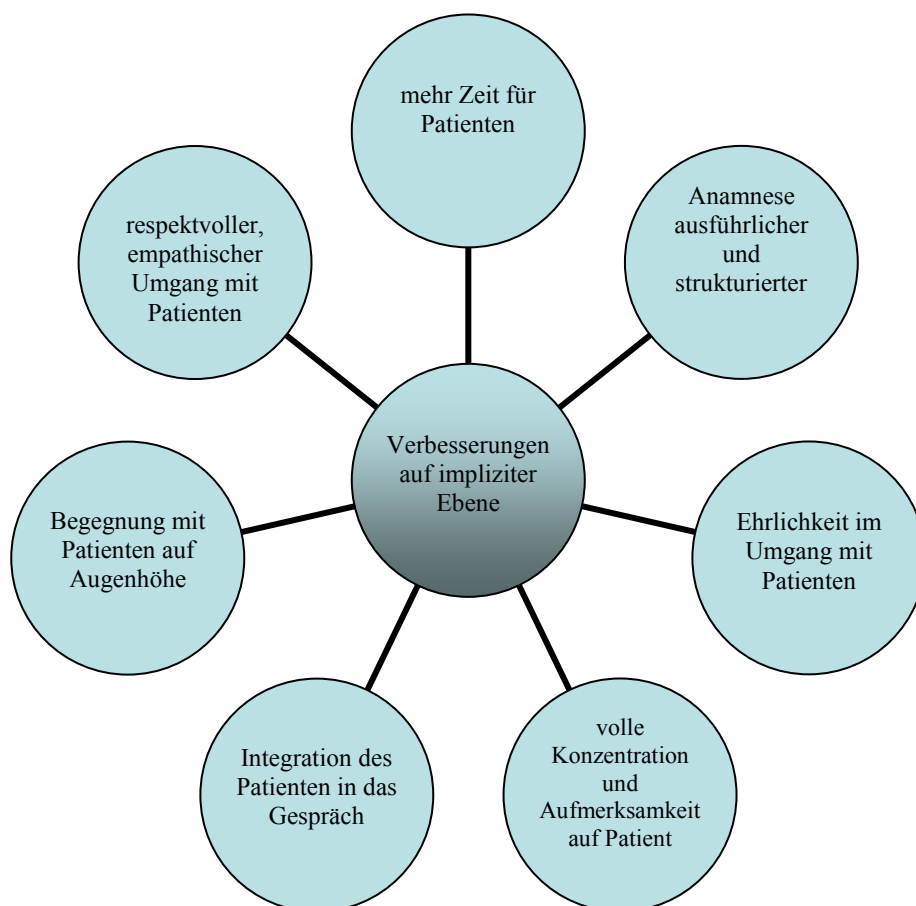 mehr Zeit für
Patienten
Anamnese
ausführlicher
und
strukturierter
respektvoller,
empathischer
Umgang mit
Patienten
Verbesserungen
auf impliziter
Ebene
Begegnung mit
Patienten auf
Augenhöhe
Ehrlichkeit im
Umgang mit
Patienten
Integration des
Patienten in das
Gespräch
volle
Konzentration
und
Aufmerksamkeit
auf Patient